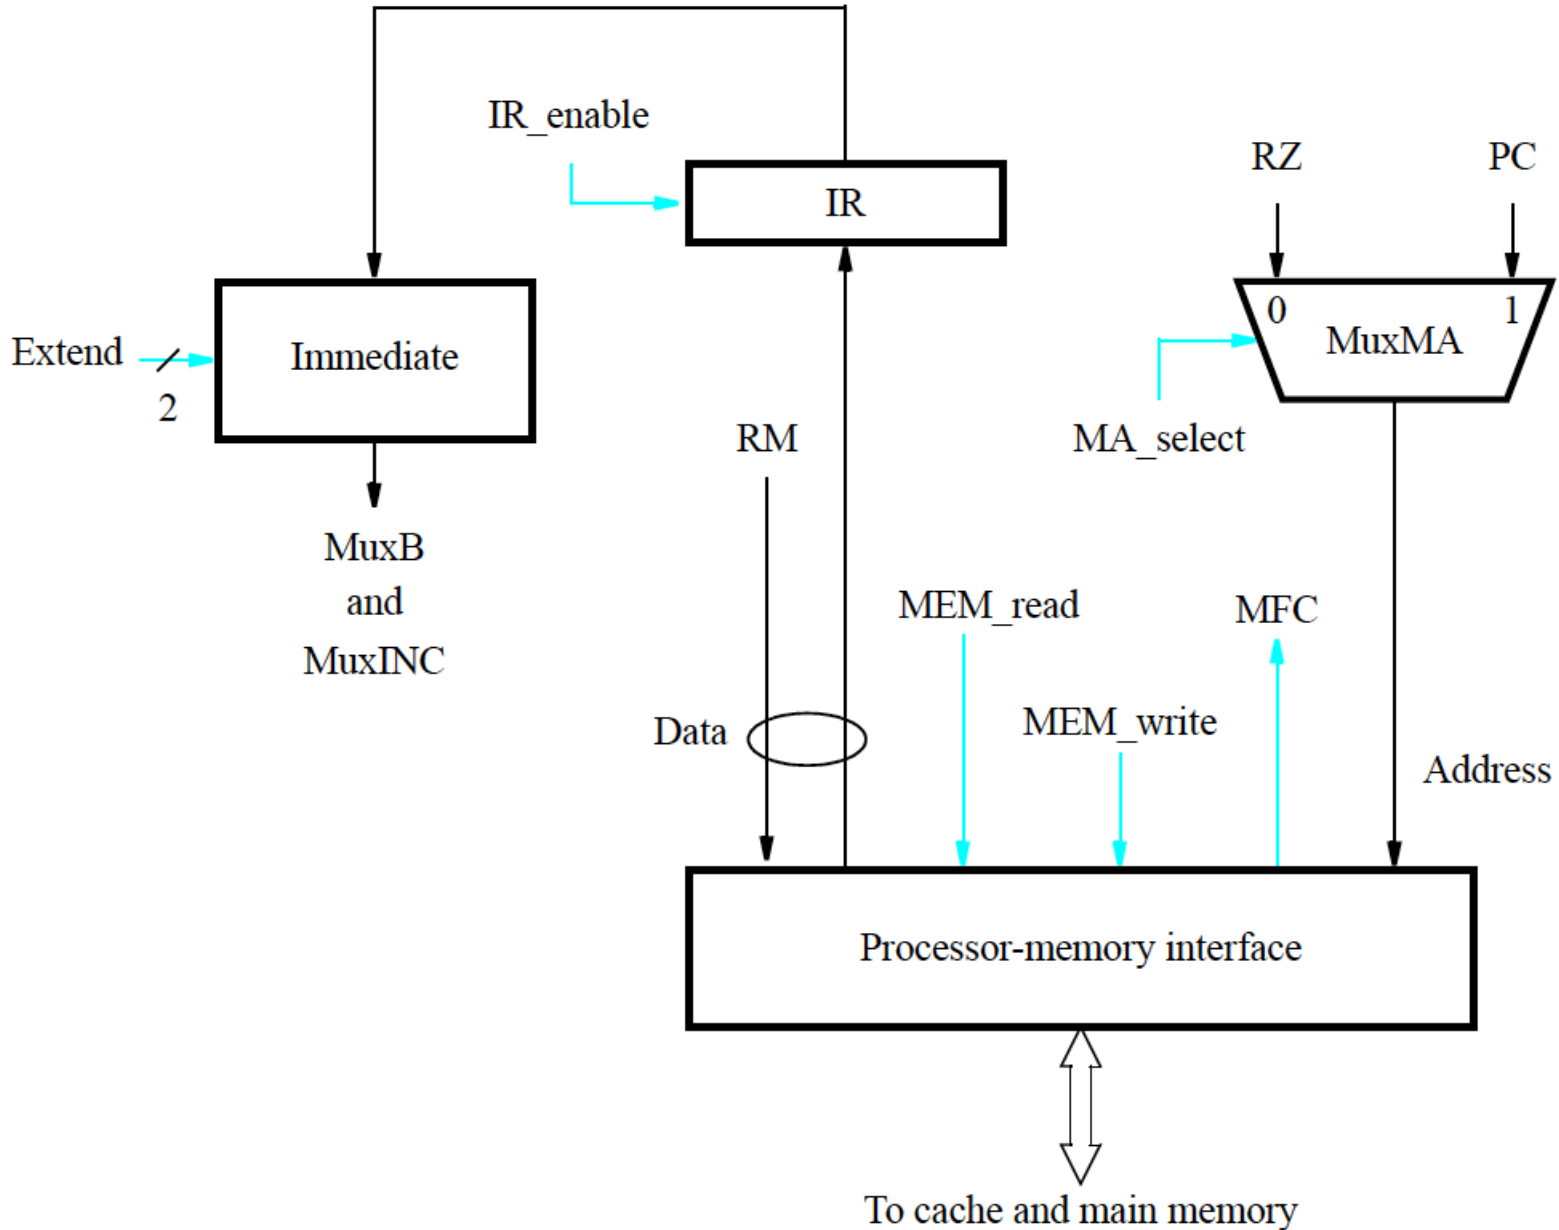 IR_enable
IR
RZ
PC
0
1
MuxMA
Extend
2
Immediate
RM
MA_select
MuxB
and
MuxINC
MEM_read
MFC
Data
MEM_write
Address
Processor-memory interface
To cache and main memory